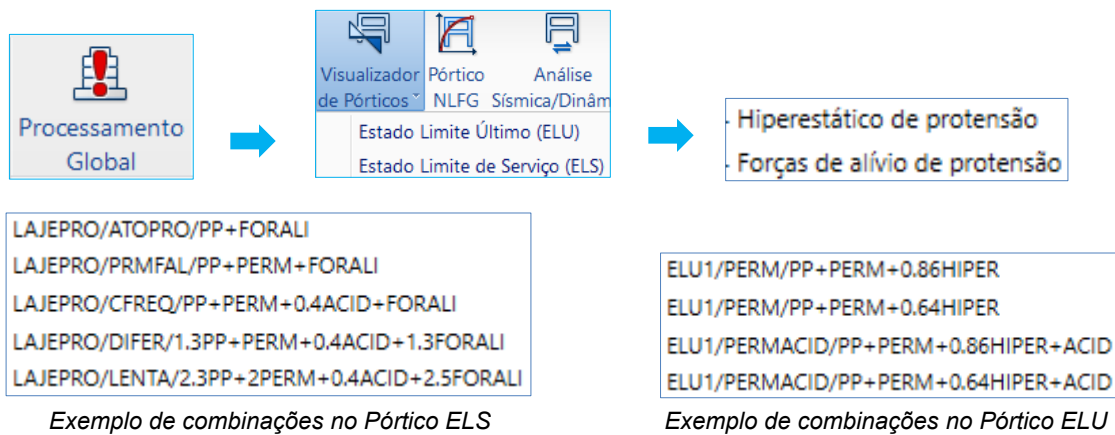 Processamento
Global
Visualizador
de Pórticos
Pórtico
NLFG
Análise
Sísmica/Dinâm
Estado Limite Último (ELU)
Estado Limite de Serviço (ELS)
- Hiperestático de protensão
- Forças de alívio de protensão
LAJEPRO/ATOPRO/PP+FORALI
LAJEPRO/PRMFAL/PP+PERM+FORALI
LAJEPRO/CFREQ/PP+PERM+0.4ACID+FORALI
LAJEPRO/DIFER/1.3PP+PERM+0.4ACID+1.3FORALI
LAJEPRO/LENTA/2.3PP+2PERM+0.4ACID+2.5FORALI
Exemplo de combinações no Pórtico ELS
ELU1/PERM/PP+PERM+0.86HIPER
ELU1/PERM/PP+PERM+0.64HIPER
ELU1/PERMACID/PP+PERM+0.86HIPER+ACID
ELU1/PERMACID/PP+PERM+0.64HIPER+ACID
Exemplo de combinações no Pórtico ELU